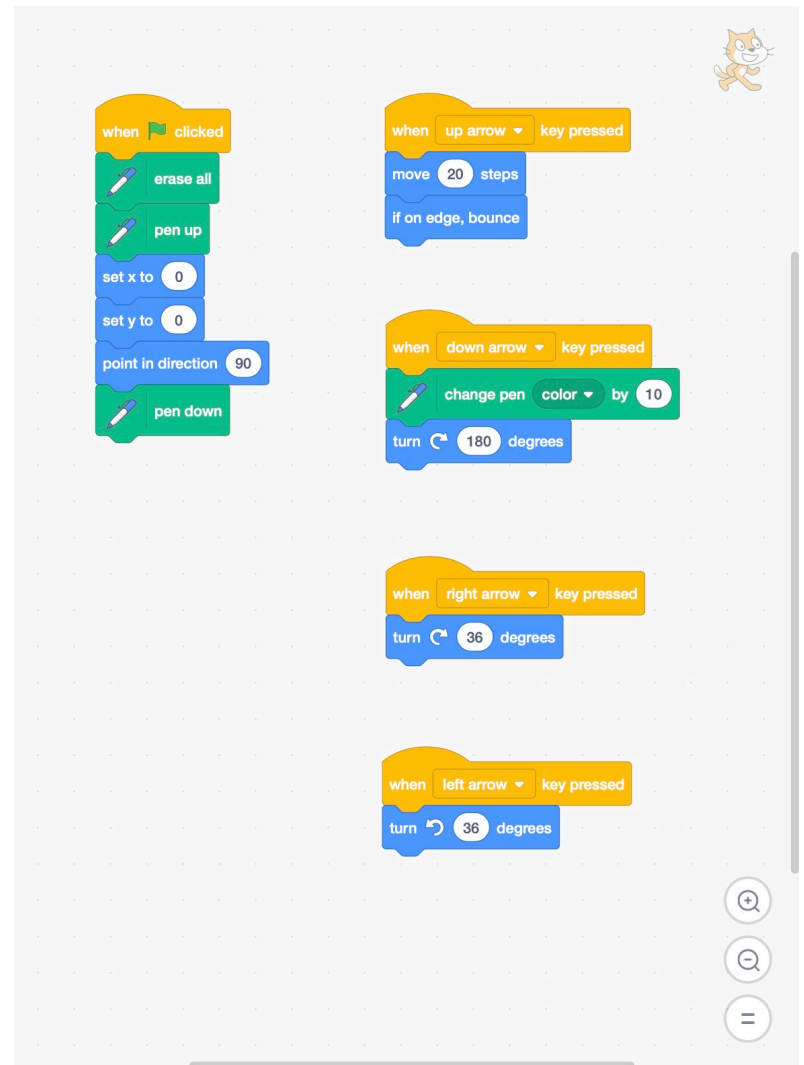 when clicked
erase all
pen up
set x to 0
set y to 0
point in direction 90
pen down
when up arrow key pressed
move 20 steps
if on edge, bounce
when down arrow key pressed
change pen color by 10
turn 180 degrees
when right arrow key pressed
turn 36 degrees
when left arrow key pressed
turn 36 degrees